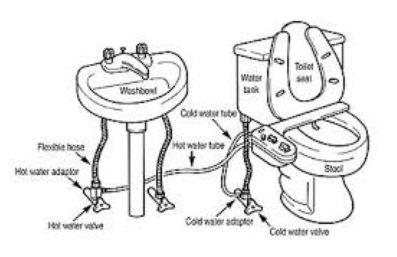 Washbowl
Water
tank
Toilet
seat
Cold water tube
Flexible hose
Hot water tube
Hot water adaptor
Stool
Hot water valve
Cold water adaptor
Cold water valve